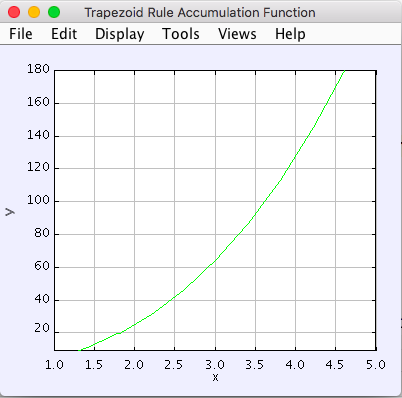 Trapezoid Rule Accumulation Function
File Edit Display Tools Views Help
180
160
140
120
100
80
60
40
20
y
1.0 1.5 2.0 2.5 3.0 3.5 4.0 4.5 5.0
x